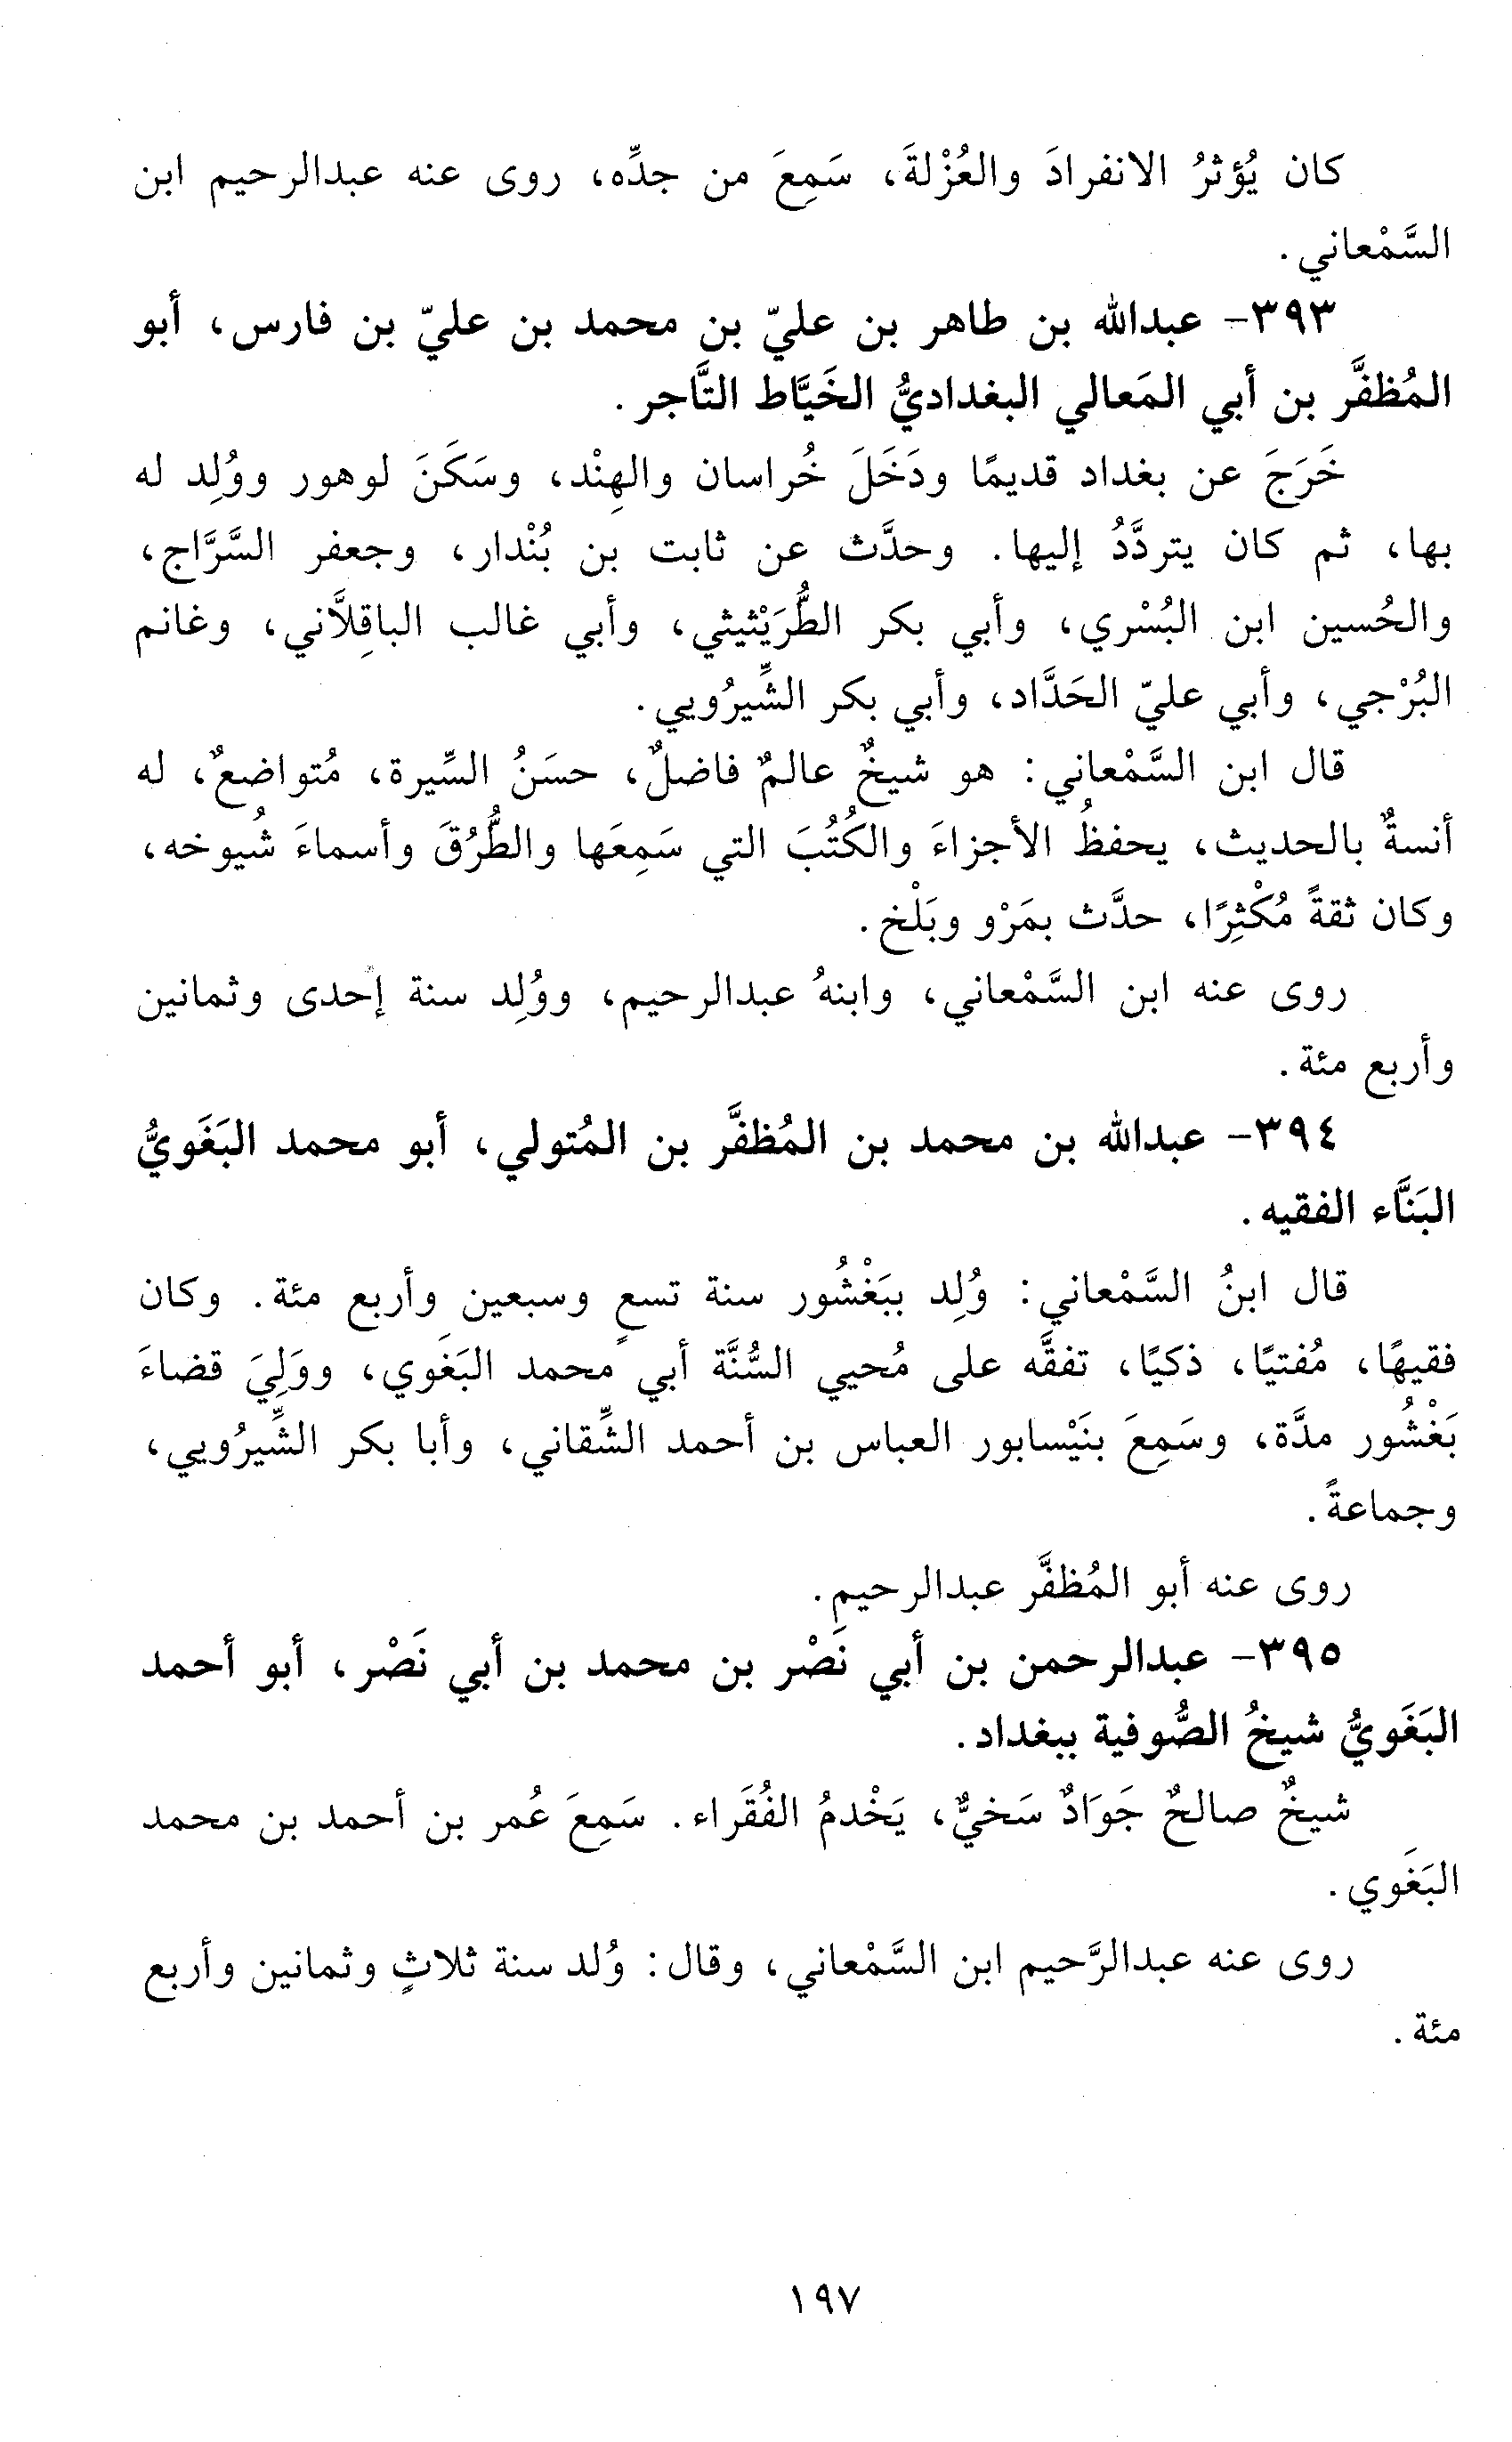 كان يُؤثرُ الانفرادَ والعُزْلةَ، سَمِعَ من جدِّه، روى عنه عبدالرحيم ابن
السَّمْعاني.
٣٩٣- عبدالله بن طاهر بن عليّ بن محمد بن عليّ بن فارس، أبو
المُظفَّر بن أبي المَعالي البغداديُّ الخَيَّاط التَّاجر.
خَرَجَ عن بغداد قديمًا ودَخَلَ خُراسان والهِنْد، وسَكَنَ لوهور ووُلِد له
بها، ثم كان يتردَّدُ إليها. وحدَّث عن ثابت بن بُنْدار، وجعفر السَّرَّاج،
والحُسين ابن البُسْري، وأبي بكر الطُّرَيْثيثي، وأبي غالب الباقِلاَّني، وغانم
البُرْجي، وأبي عليّ الحَدَّاد، وأبي بكر الشِّيرُويي.
قال ابن السَّمْعاني: هو شيخٌ عالمٌ فاضلٌ، حسَنُ السِّيرة، مُتواضعٌ، له
أنسةٌ بالحديث، يحفظُ الأجزاءَ والكُتُبَ التي سَمِعَها والطُّرُقَ وأسماءَ شُيوخه،
وكان ثقةً مُكْثِرًا، حدَّث بمَرْو وبَلْخ.
روى عنه ابن السَّمْعاني، وابنهُ عبدالرحيم، ووُلِد سنة إحدى وثمانين
وأربع مئة.
٣٩٤- عبدالله بن محمد بن المُظفَّر بن المُتولي، أبو محمد البَغَويُّ
البَنَّاء الفقيه.
قال ابنُ السَّمْعاني: وُلِد ببَغْشُور سنة تسعٍ وسبعين وأربع مئة. وكان
فقيهًا، مُفتيًا، ذكيًا، تفقَّه على مُحيي السُّنَّة أبي محمد البَغَوي، ووَلِيَ قضاءَ
بَغْشُور مدَّة، وسَمِعَ بنَيْسابور العباس بن أحمد الشِّقاني، وأبا بكر الشِّيرُويي،
وجماعةً.
روى عنه أبو المُظفَّر عبدالرحيم.
٣٩٥- عبدالرحمن بن أبي نَصْر بن محمد بن أبي نَصْر، أبو أحمد
البَغَويُّ شيخُ الصُّوفية ببغداد.
شيخٌ صالحٌ جَوَادٌ سَخيٌّ، يَخْدمُ الفُقَراء. سَمِعَ عُمر بن أحمد بن محمد
البَغَوي.
روى عنه عبدالرَّحيم ابن السَّمْعاني، وقال: وُلد سنة ثلاثٍ وثمانين وأربع
مئة.
١٩٧